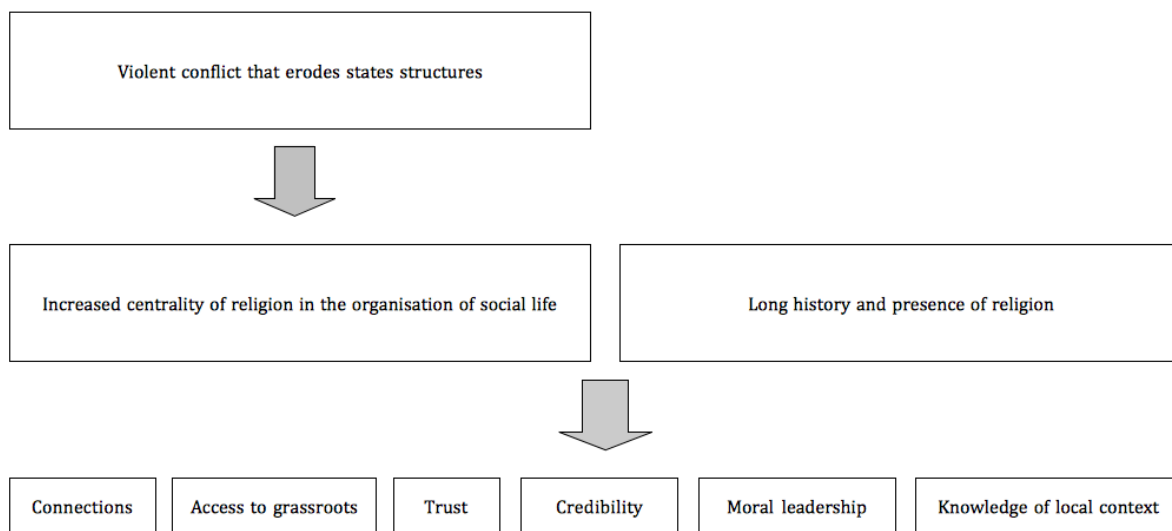 Violent conflict that erodes states structures
Increased centrality of religion in the organisation of social life
Long history and presence of religion
Connections
Access to grassroots
Trust
Credibility
Moral leadership
Knowledge of local context